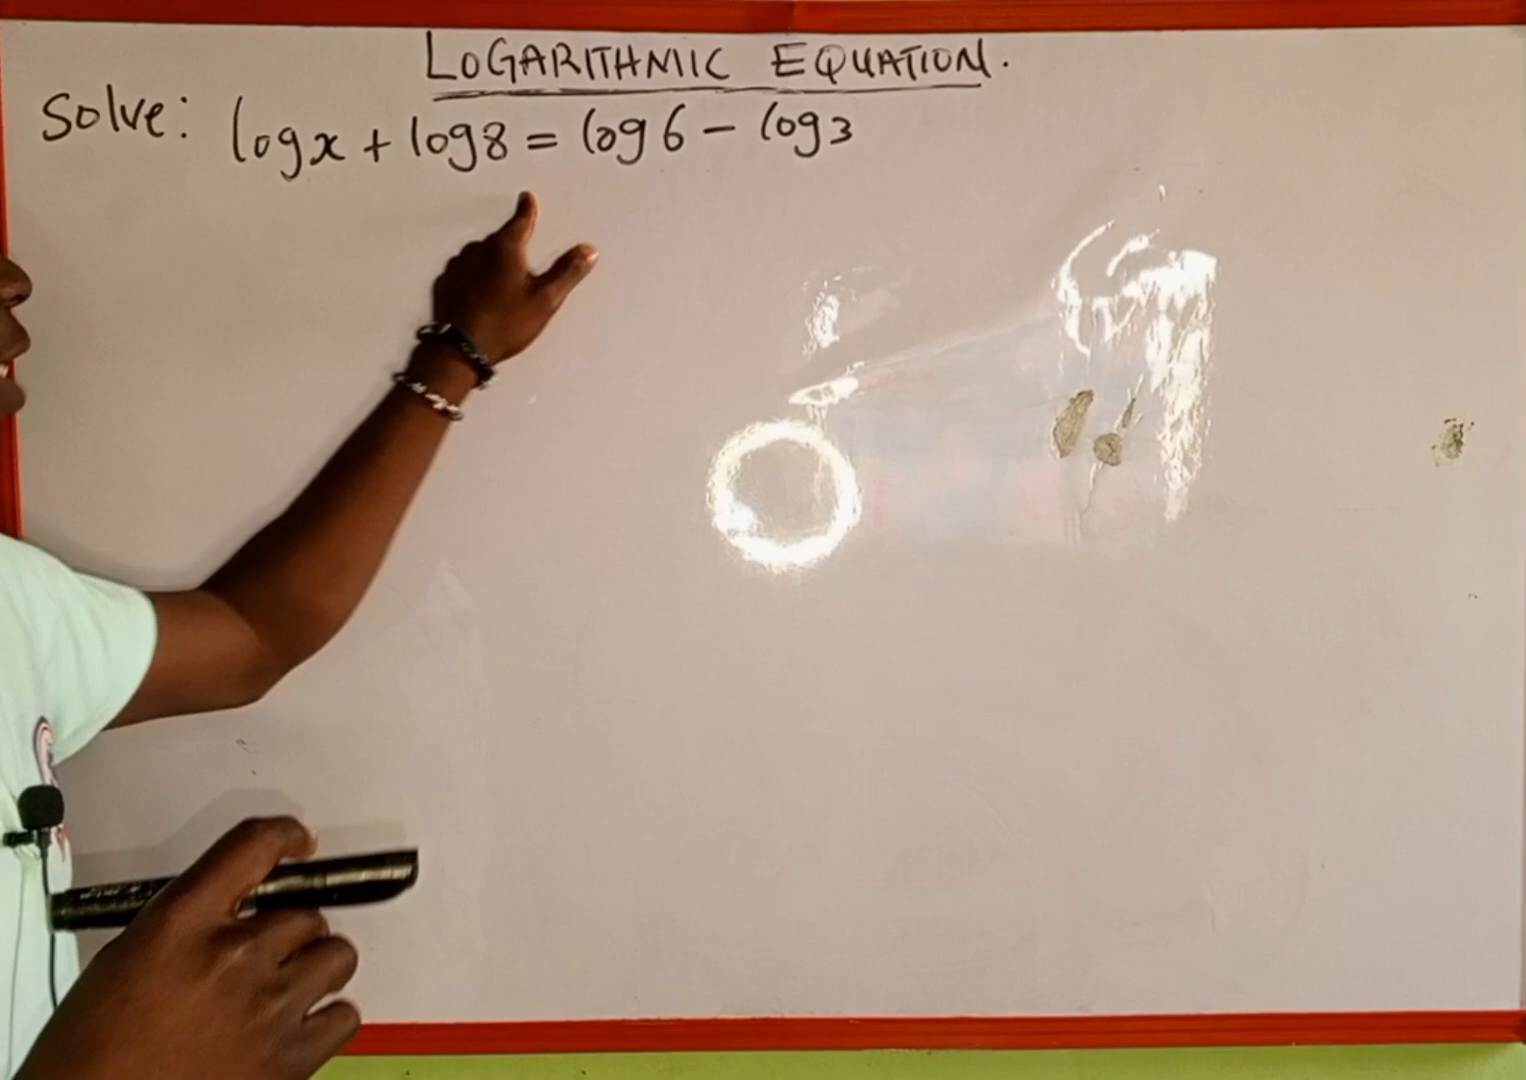 LOGARITHMIC EQUATION.
Solve: log x + log 8 = log 6 - log 3